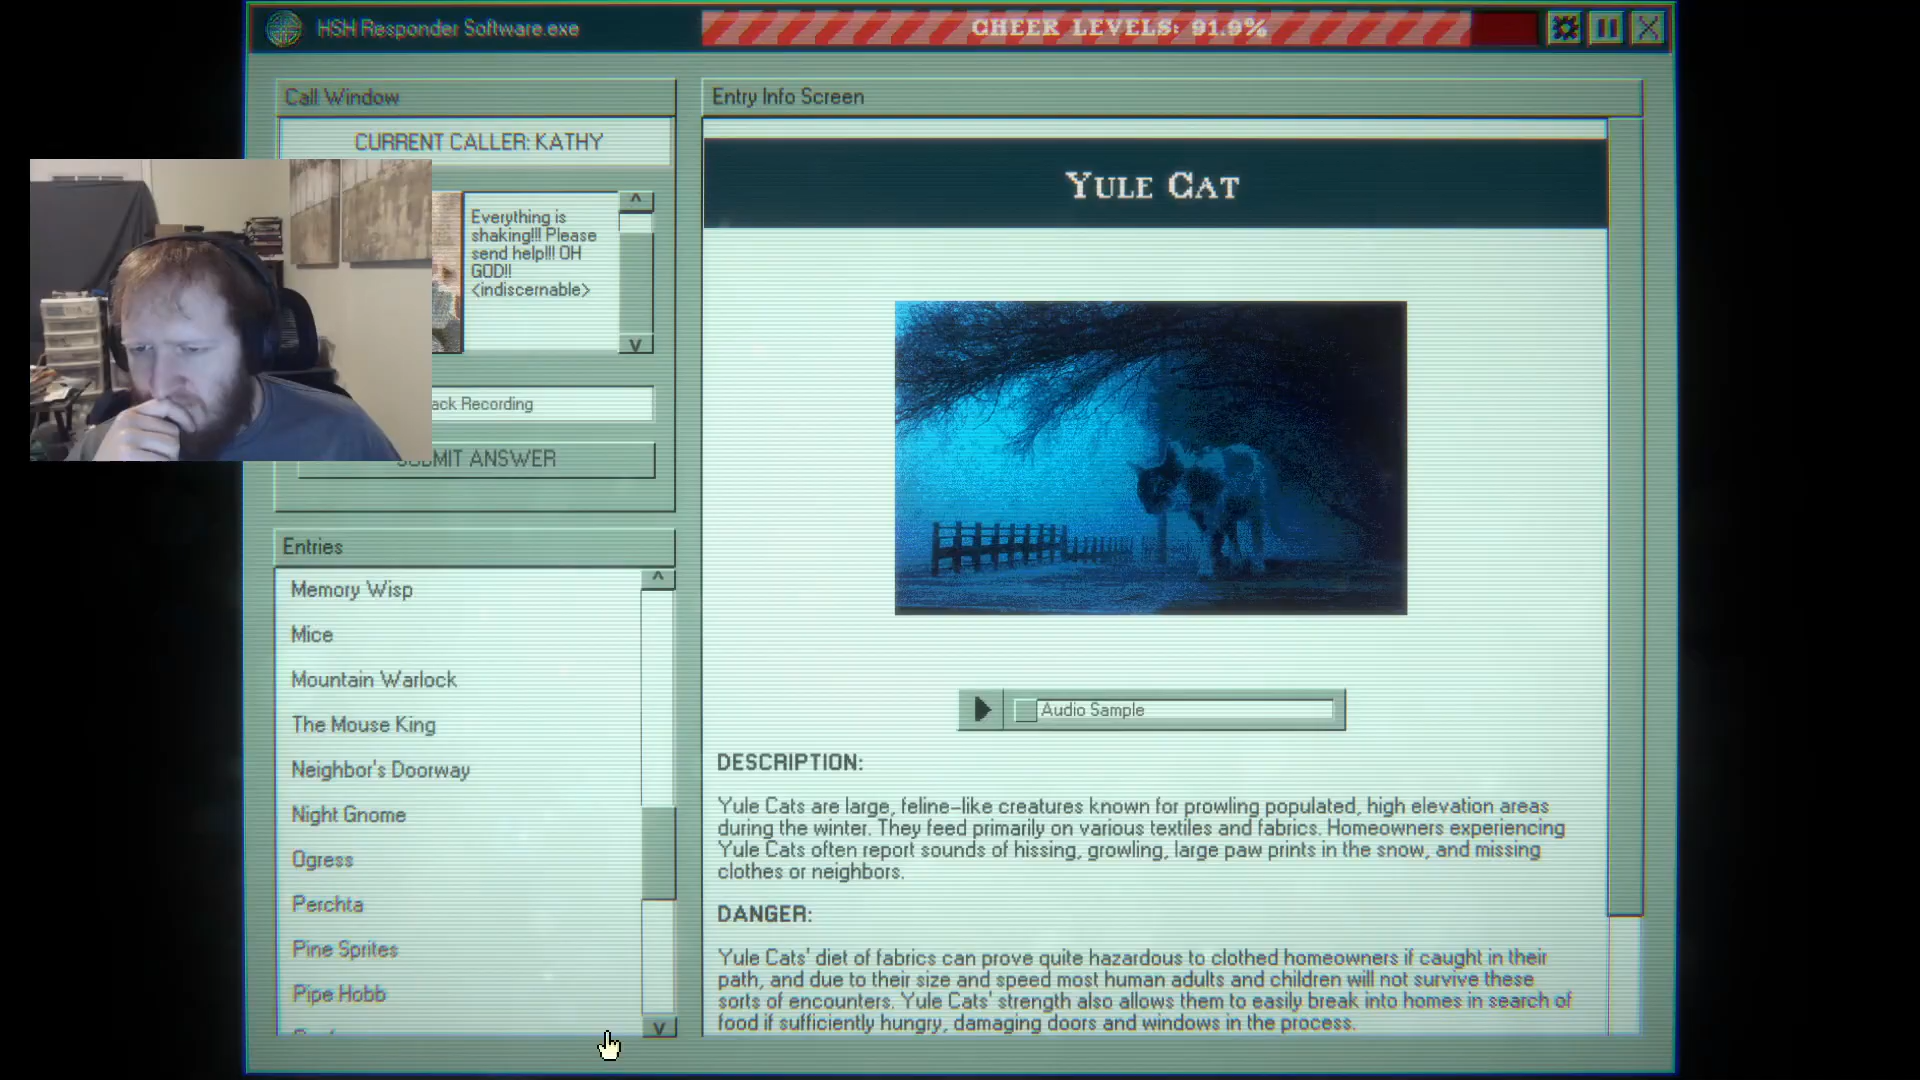 HSH Responder Software.exe
CHEER LEVELS: 91.9%
Call Window
CURRENT CALLER: KATHY
Everything is
shaking!!! Please
send help!!! OH
GOD!!
<indiscernable>
ack Recording
SUBMIT ANSWER
Entries
Memory Wisp
Mice
Mountain Warlock
The Mouse King
Neighbor's Doorway
Night Gnome
Ogress
Perchta
Pine Sprites
Pipe Hobb
Entry Info Screen
YULE CAT
Audio Sample
DESCRIPTION:
Yule Cats are large, feline-like creatures known for prowling populated, high elevation areas
during the winter. They feed primarily on various textiles and fabrics. Homeowners experiencing
Yule Cats often report sounds of hissing, growling, large paw prints in the snow, and missing
clothes or neighbors.
DANGER:
Yule Cats' diet of fabrics can prove quite hazardous to clothed homeowners if caught in their
path, and due to their size and speed most human adults and children will not survive these
sorts of encounters. Yule Cats' strength also allows them to easily break into homes in search of
food if sufficiently hungry, damaging doors and windows in the process.